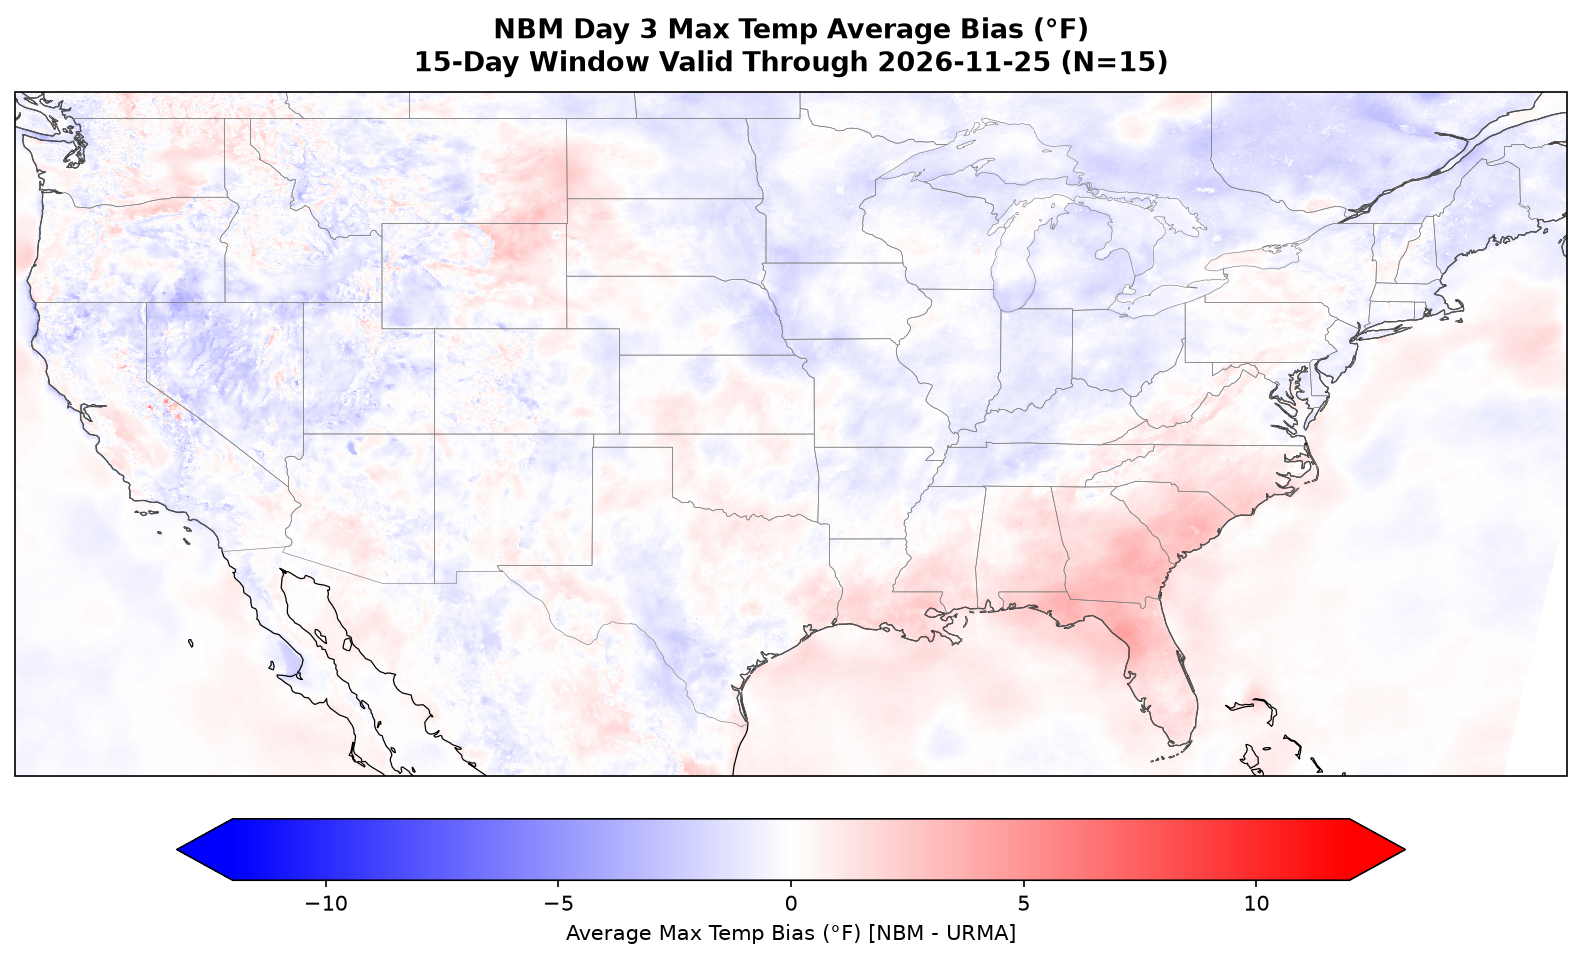 NBM Day 3 Max Temp Average Bias (°F)
15-Day Window Valid Through 2026-11-25 (N=15)
−10 −5 0 5 10
Average Max Temp Bias (°F) [NBM - URMA]